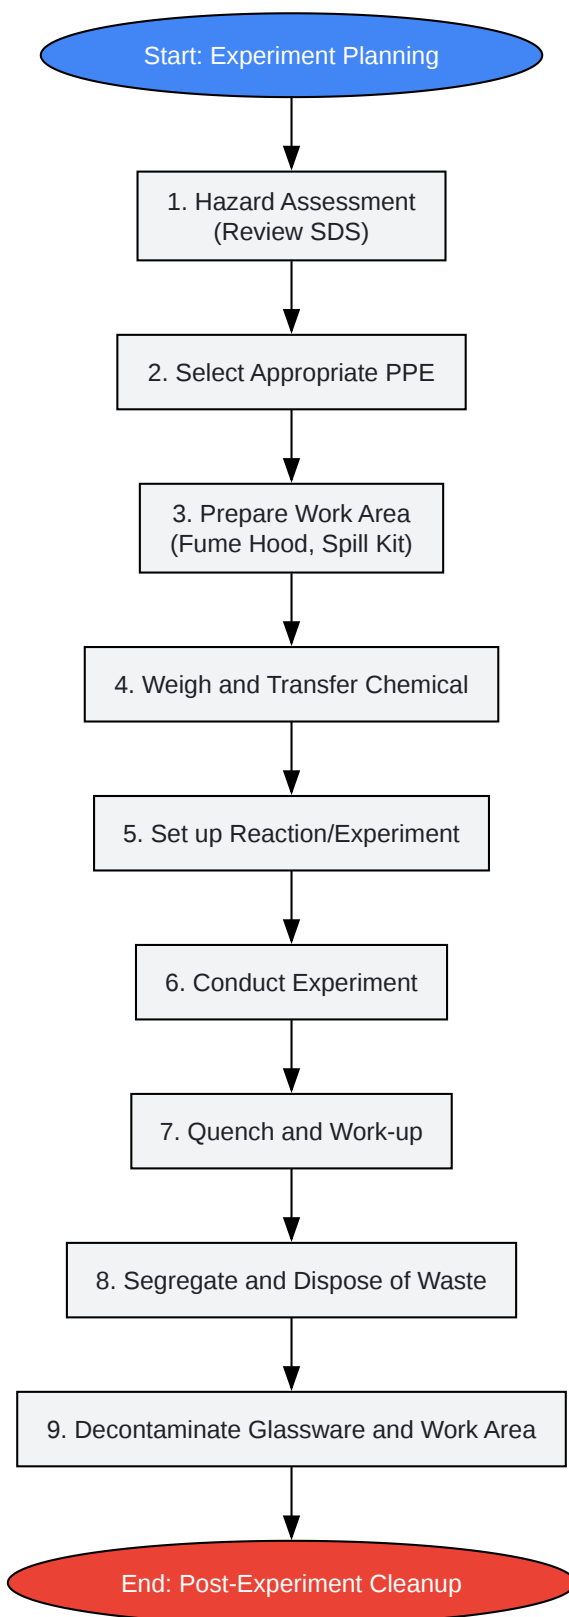 Start: Experiment Planning
1. Hazard Assessment
(Review SDS)
2. Select Appropriate PPE
3. Prepare Work Area
(Fume Hood, Spill Kit)
4. Weigh and Transfer Chemical
5. Set up Reaction/Experiment
6. Conduct Experiment
7. Quench and Work-up
8. Segregate and Dispose of Waste
9. Decontaminate Glassware and Work Area
End: Post-Experiment Cleanup